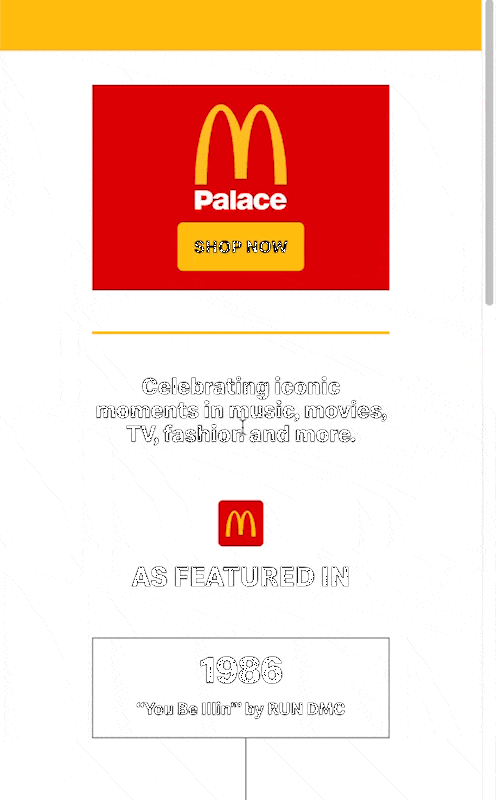 Palace
SHOP NOW
Celebrating iconic
moments in music, movies,
TV, fashion and more.
AS FEATURED IN
1986
“You Be Illin’” by RUN DMC